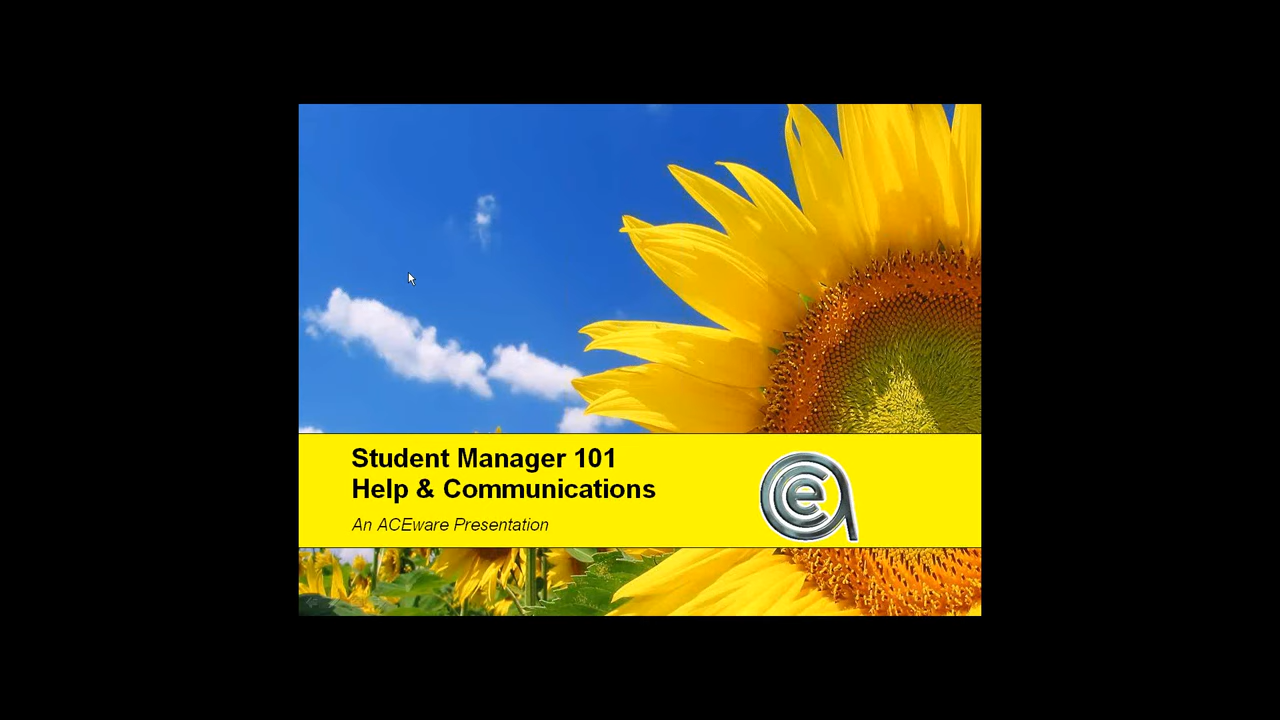 Student Manager 101
Help & Communications
An ACEware Presentation